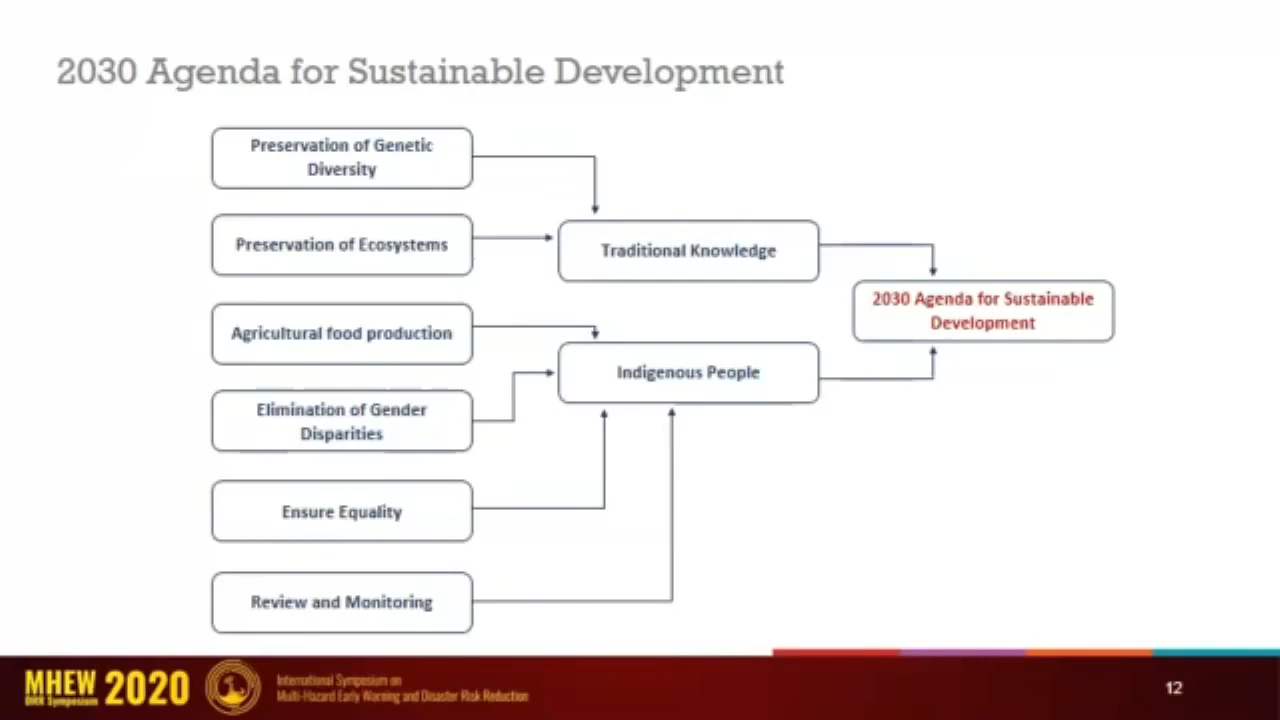 2030 Agenda for Sustainable Development
Preservation of Genetic
Diversity
Preservation of Ecosystems
Traditional Knowledge
2030 Agenda for Sustainable
Development
Agricultural food production
Indigenous People
Elimination of Gender
Disparities
Ensure Equality
Review and Monitoring
MHEW 2020
DRR Symposium
International Symposium on
Multi-Hazard Early Warning and Disaster Risk Reduction
12